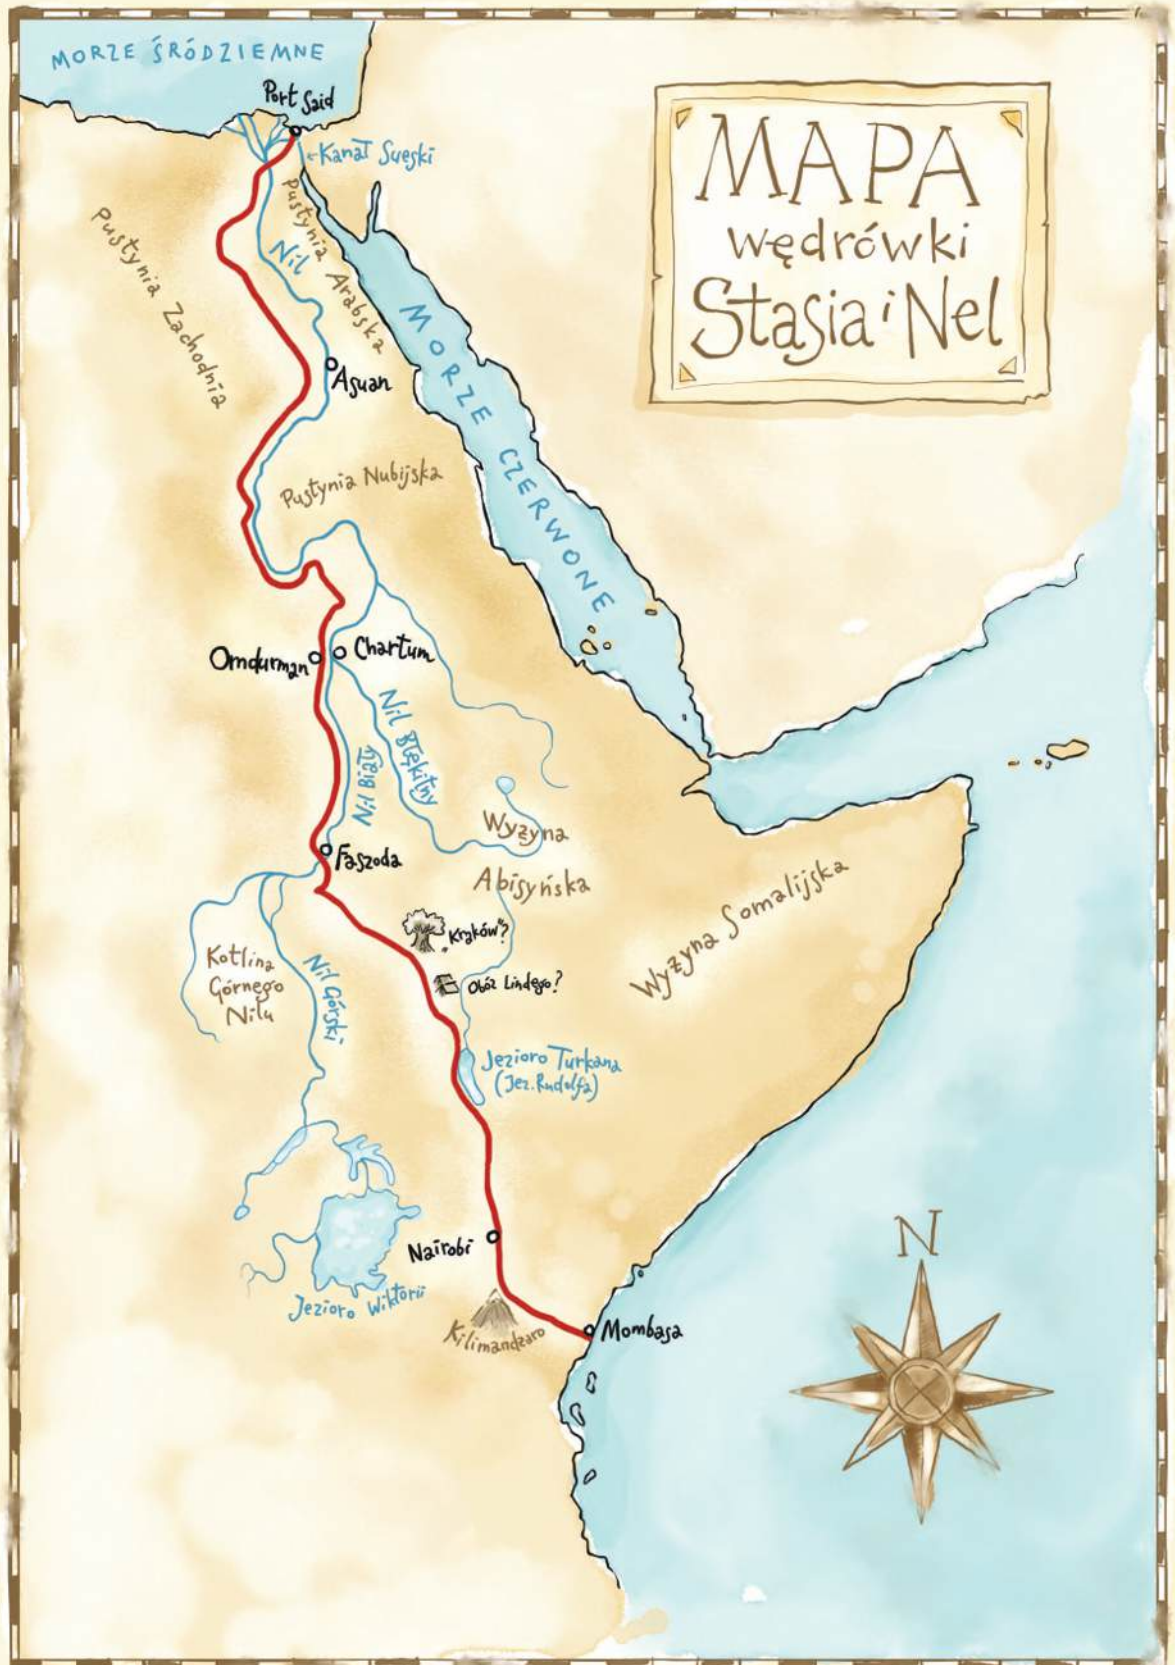 MORZE ŚRÓDZIEMNE
Port Said
Kanał Sueski
MAPA
wędrówki
Stasia i Nel
Pustynia Zachodnia
Pustynia Arabska
Nil
MORZE CZERWONE
Asuan
Pustynia Nubijska
Omdurman
Chartum
Nil Błękitny
Nil Biały
Wyżyna
Abisyńska
Faszoda
Wyżyna Somalijska
„Kraków"?
Obóz Lindego?
Kotlina
Górnego
Nilu
Nil Górski
Jezioro Turkana
(Jez. Rudolfa)
N
Nairobi
Jezioro Wiktorii
Kilimandżaro
Mombasa